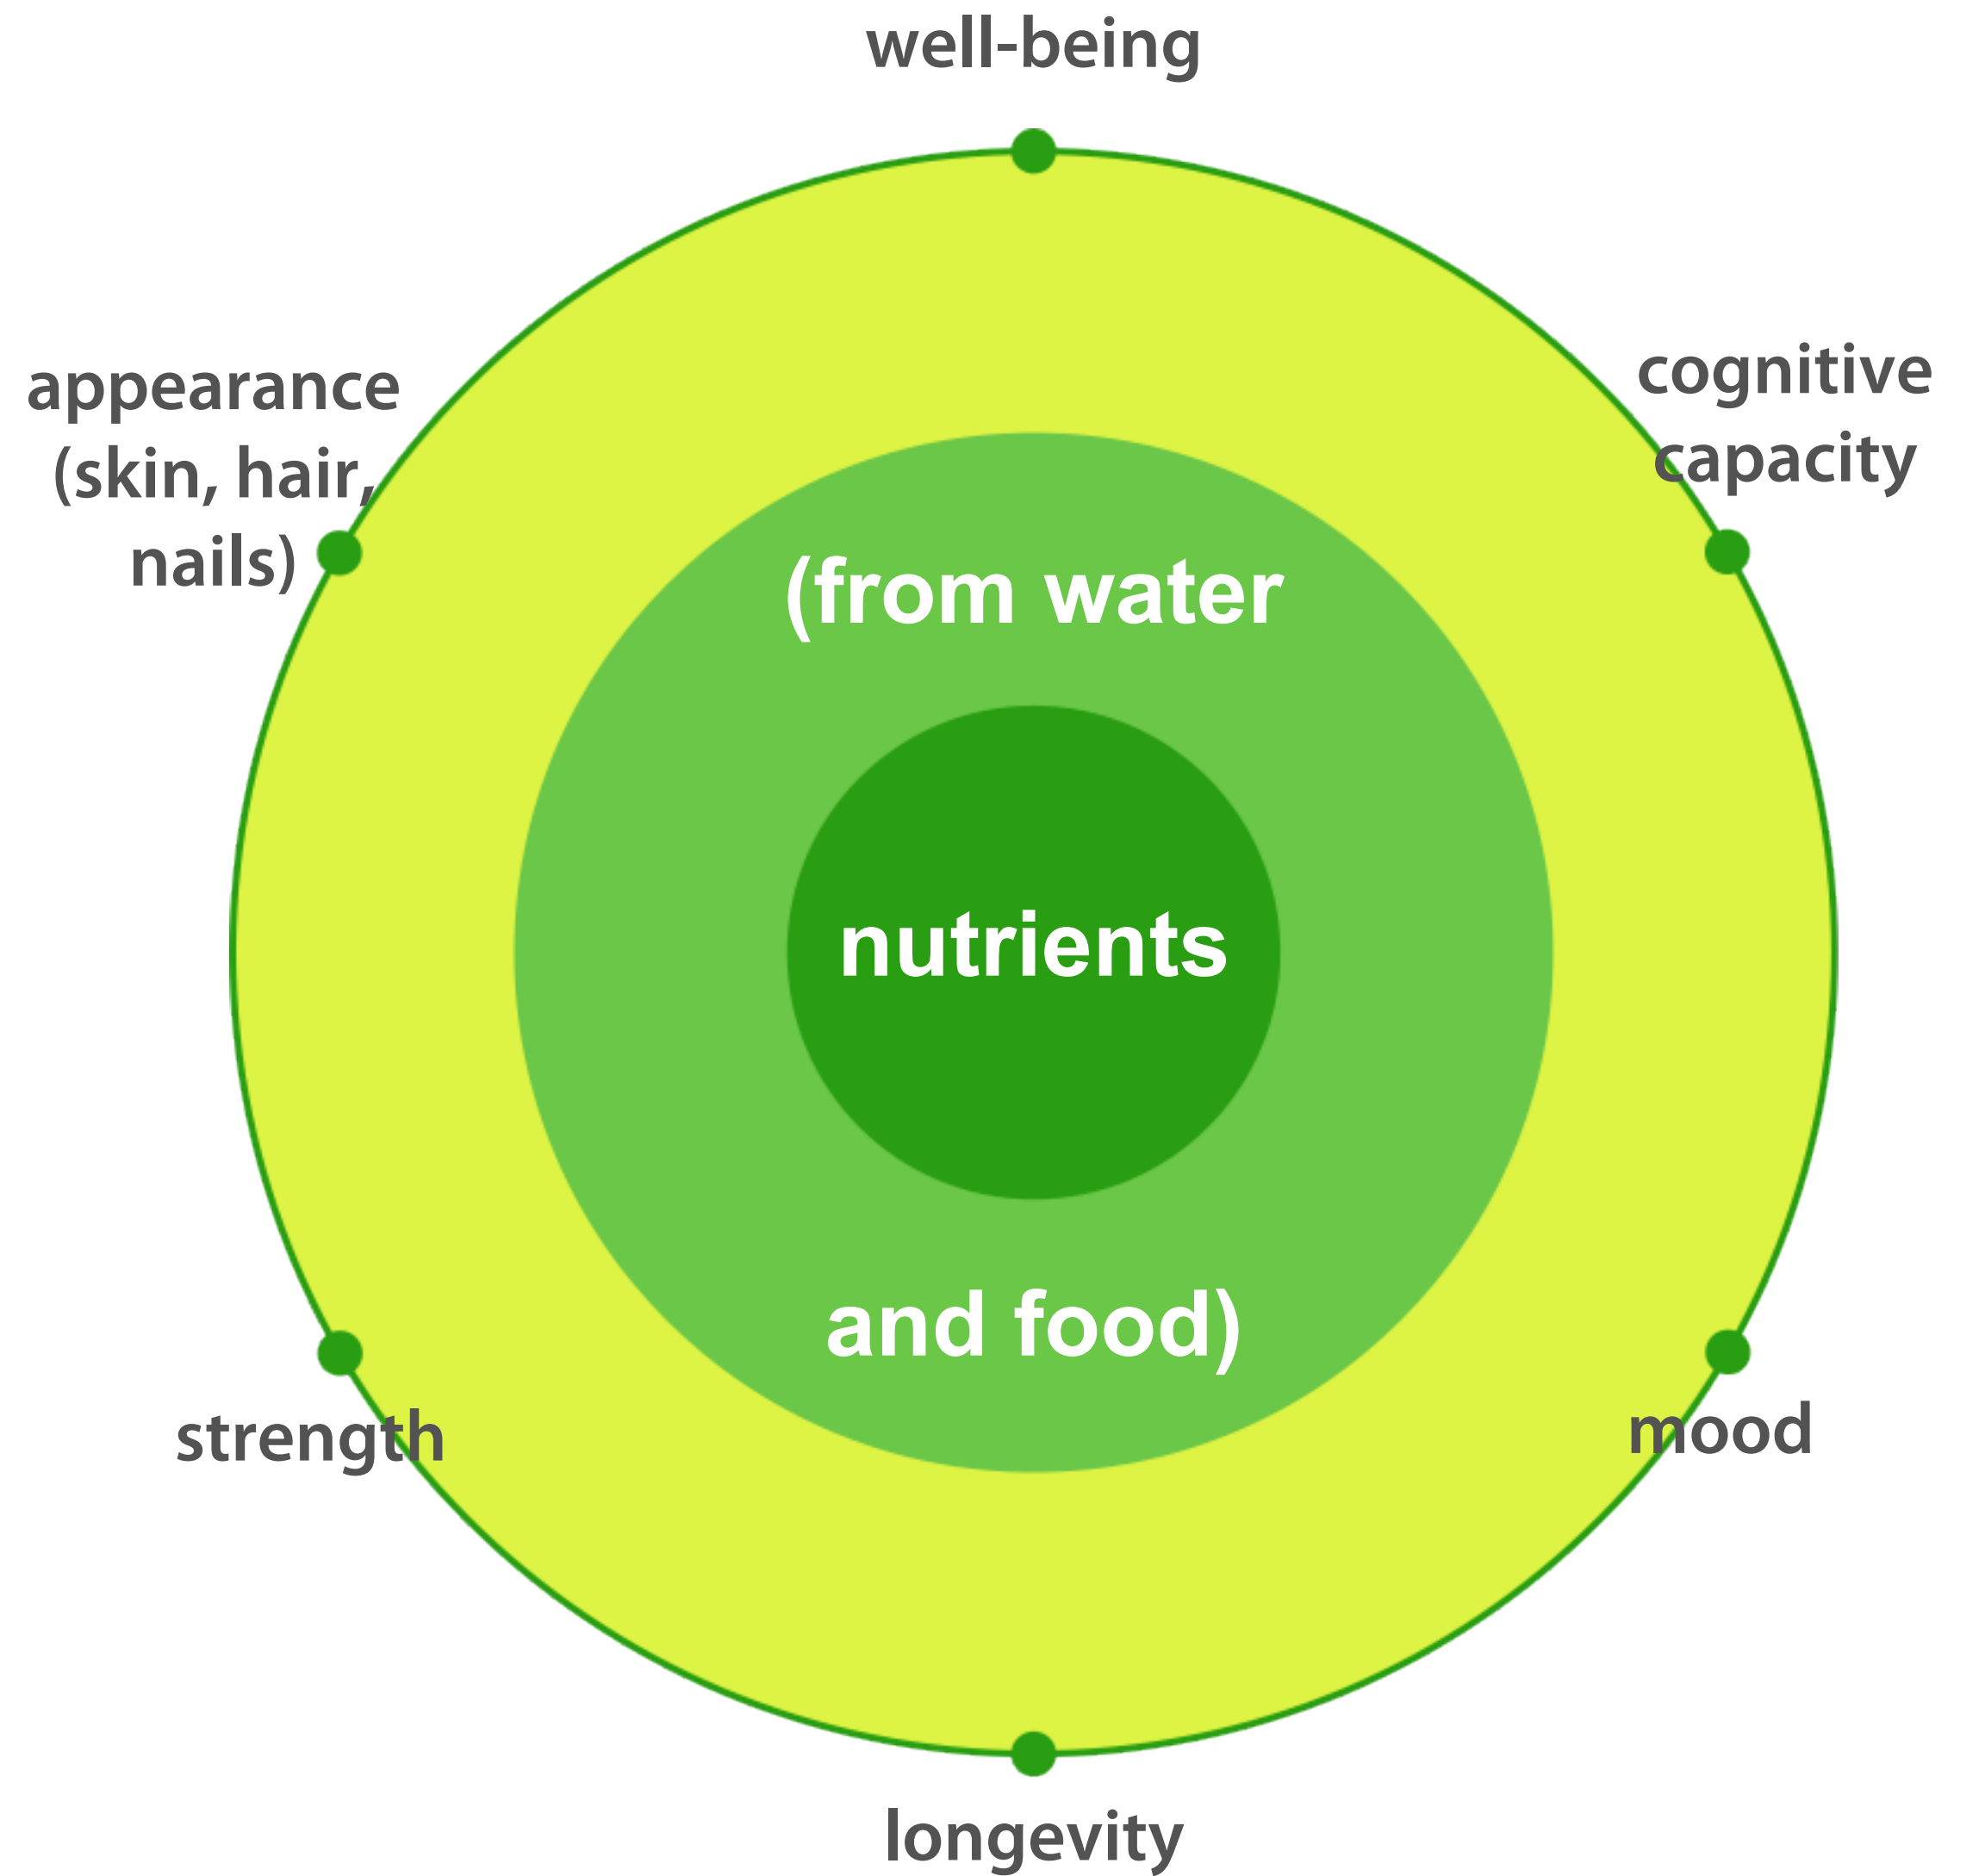 well-being
appearance
(skin, hair,
nails)
cognitive
capacity
(from water
nutrients
and food)
strength
mood
longevity